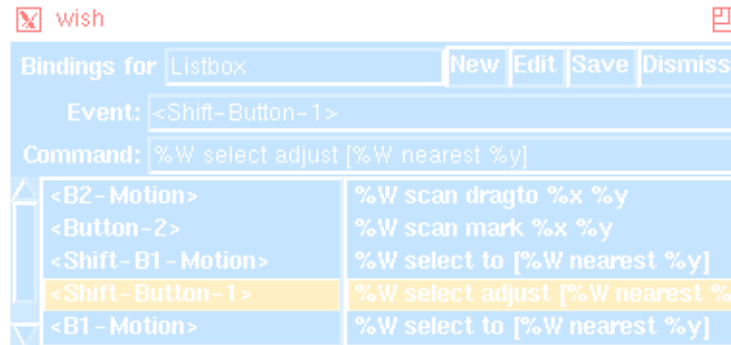 wish
Bindings for Listbox New Edit Save Dismiss
Event: <Shift-Button-1>
Command: %W select adjust [%W nearest %y]
<B2-Motion> %W scan dragto %x %y
<Button-2> %W scan mark %x %y
<Shift-B1-Motion> %W select to [%W nearest %y]
<Shift-Button-1> %W select adjust [%W nearest %
<B1-Motion> %W select to [%W nearest %y]